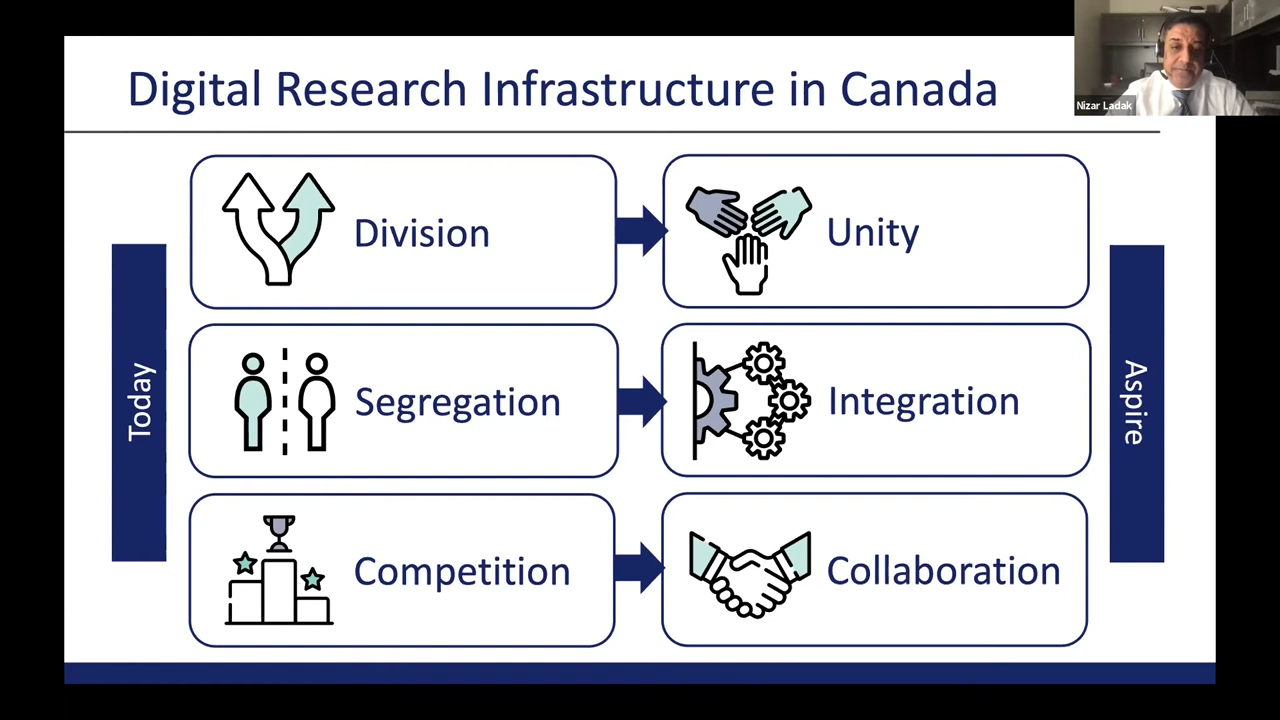 Digital Research Infrastructure in Canada
Nizar Ladak
Today
Division
Unity
Segregation
Integration
Competition
Collaboration
Aspire